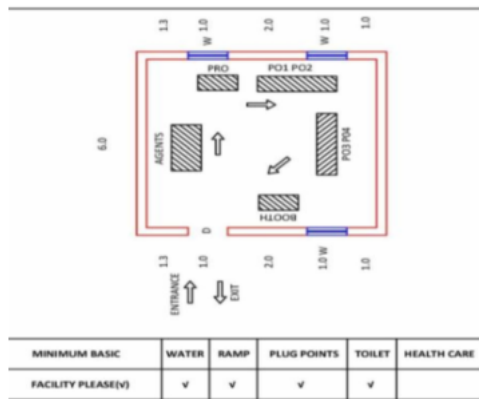 1.3 1.0 2.0 1.0 1.0
W W
PRO PO1 PO2
6.0
AGENTS
PO3 P04
BOOTH
D
1.3 1.0 2.0 1.0 W 1.0
ENTRANCE EXIT
MINIMUM BASIC WATER RAMP PLUG POINTS TOILET HEALTH CARE
FACILITY PLEASE(√) √ √ √ √